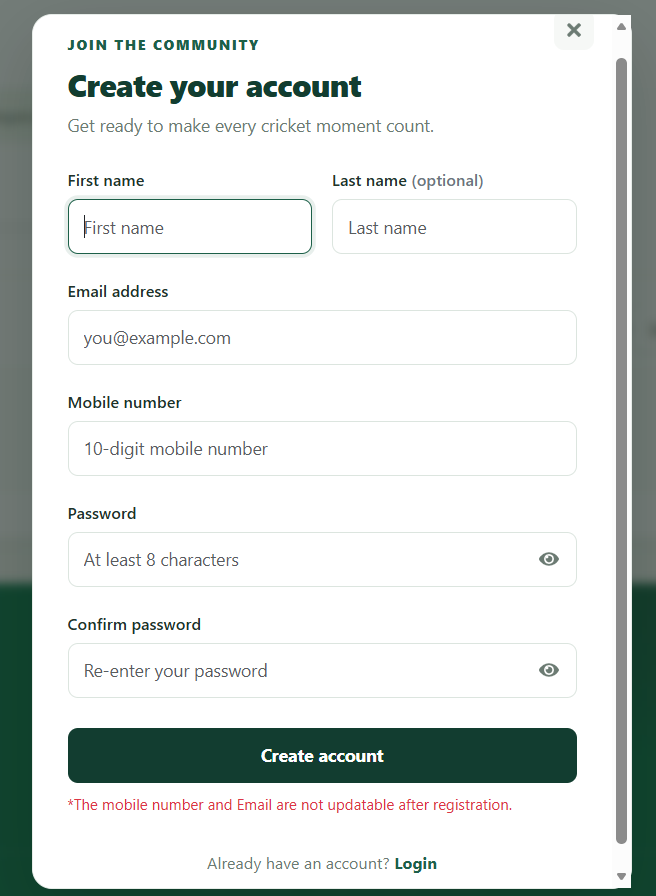 JOIN THE COMMUNITY
Create your account
Get ready to make every cricket moment count.
First name
Last name (optional)
First name
Last name
Email address
you@example.com
Mobile number
10-digit mobile number
Password
At least 8 characters
Confirm password
Re-enter your password
Create account
*The mobile number and Email are not updatable after registration.
Already have an account? Login